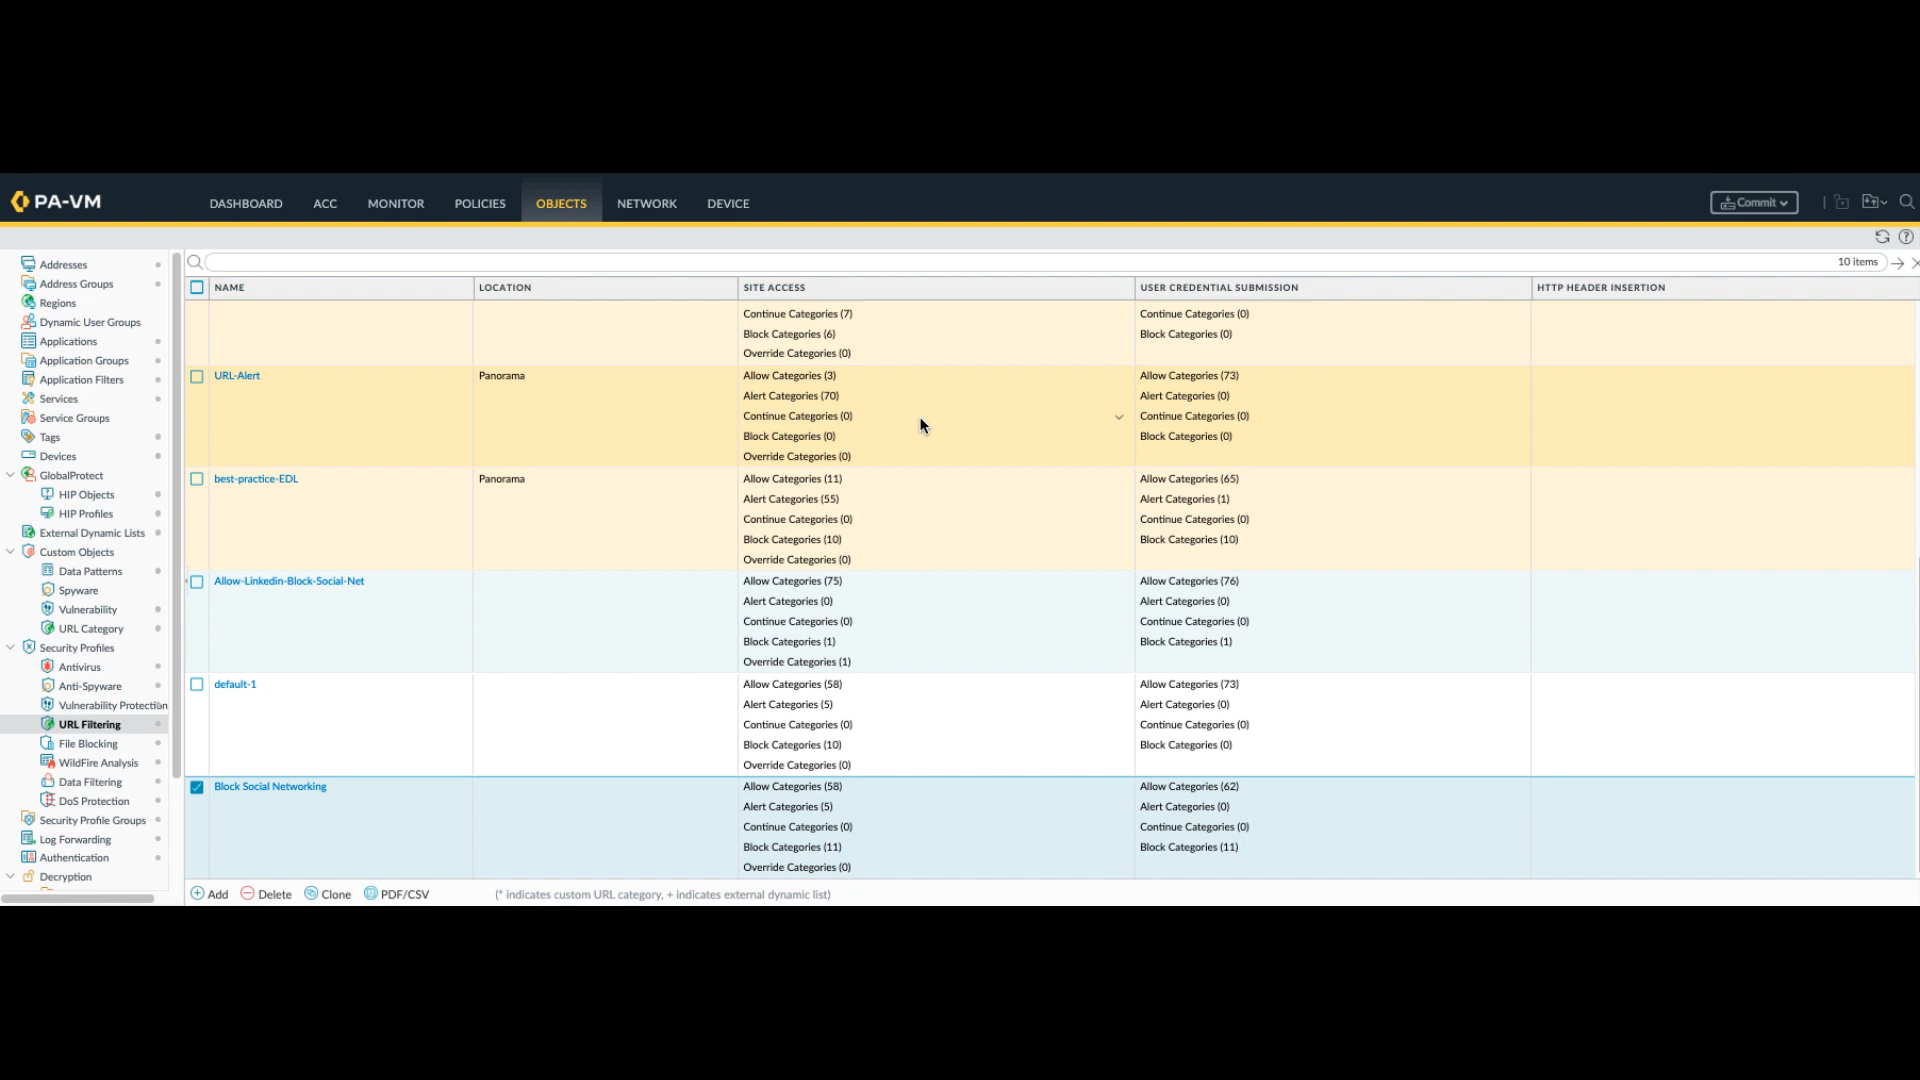 PA-VM
DASHBOARD ACC MONITOR POLICIES OBJECTS NETWORK DEVICE
Commit
10 items
Addresses
Address Groups
Regions
Dynamic User Groups
Applications
Application Groups
Application Filters
Services
Service Groups
Tags
Devices
GlobalProtect
HIP Objects
HIP Profiles
External Dynamic Lists
Custom Objects
Data Patterns
Spyware
Vulnerability
URL Category
Security Profiles
Antivirus
Anti-Spyware
Vulnerability Protection
URL Filtering
File Blocking
WildFire Analysis
Data Filtering
DoS Protection
Security Profile Groups
Log Forwarding
Authentication
Decryption
NAME LOCATION SITE ACCESS USER CREDENTIAL SUBMISSION HTTP HEADER INSERTION
Continue Categories (7) Continue Categories (0)
Block Categories (6) Block Categories (0)
Override Categories (0)
URL-Alert Panorama Allow Categories (3) Allow Categories (73)
Alert Categories (70) Alert Categories (0)
Continue Categories (0) Continue Categories (0)
Block Categories (0) Block Categories (0)
Override Categories (0)
best-practice-EDL Panorama Allow Categories (11) Allow Categories (65)
Alert Categories (55) Alert Categories (1)
Continue Categories (0) Continue Categories (0)
Block Categories (10) Block Categories (10)
Override Categories (0)
Allow-Linkedin-Block-Social-Net Allow Categories (75) Allow Categories (76)
Alert Categories (0) Alert Categories (0)
Continue Categories (0) Continue Categories (0)
Block Categories (1) Block Categories (1)
Override Categories (1)
default-1 Allow Categories (58) Allow Categories (73)
Alert Categories (5) Alert Categories (0)
Continue Categories (0) Continue Categories (0)
Block Categories (10) Block Categories (0)
Override Categories (0)
Block Social Networking Allow Categories (58) Allow Categories (62)
Alert Categories (5) Alert Categories (0)
Continue Categories (0) Continue Categories (0)
Block Categories (11) Block Categories (11)
Override Categories (0)
Add Delete Clone PDF/CSV (* indicates custom URL category, + indicates external dynamic list)